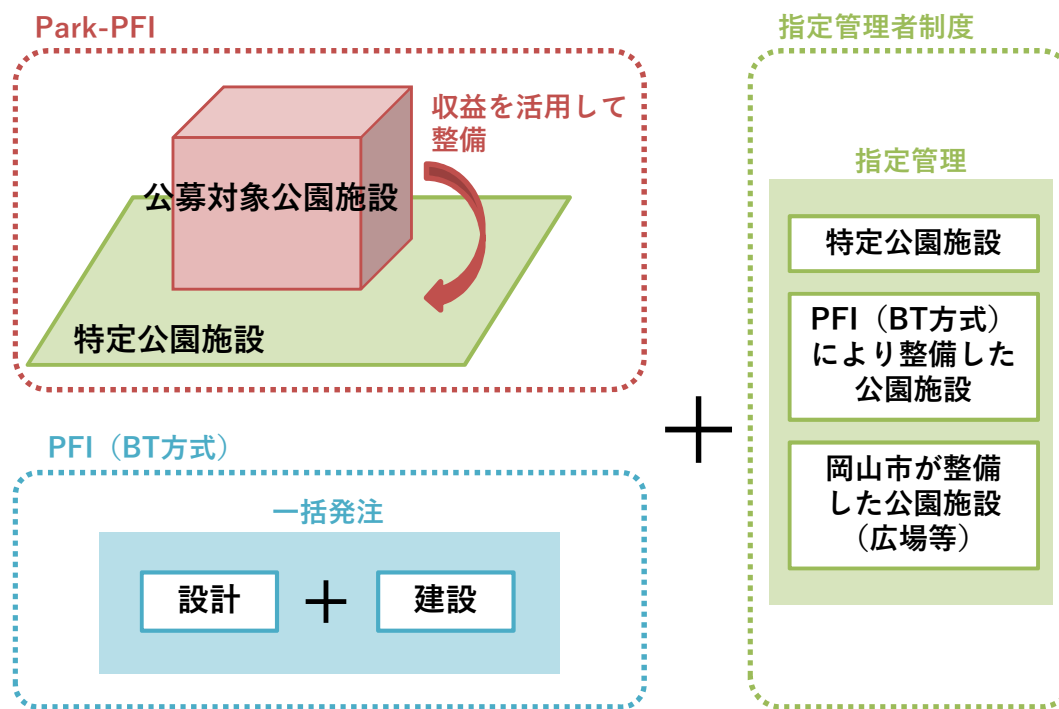 Park-PFI
収益を活用して
整備
公募対象公園施設
特定公園施設
PFI（BT方式）
一括発注
設計
＋
建設
＋
指定管理者制度
指定管理
特定公園施設
PFI（BT方式）
により整備した
公園施設
岡山市が整備
した公園施設
（広場等）